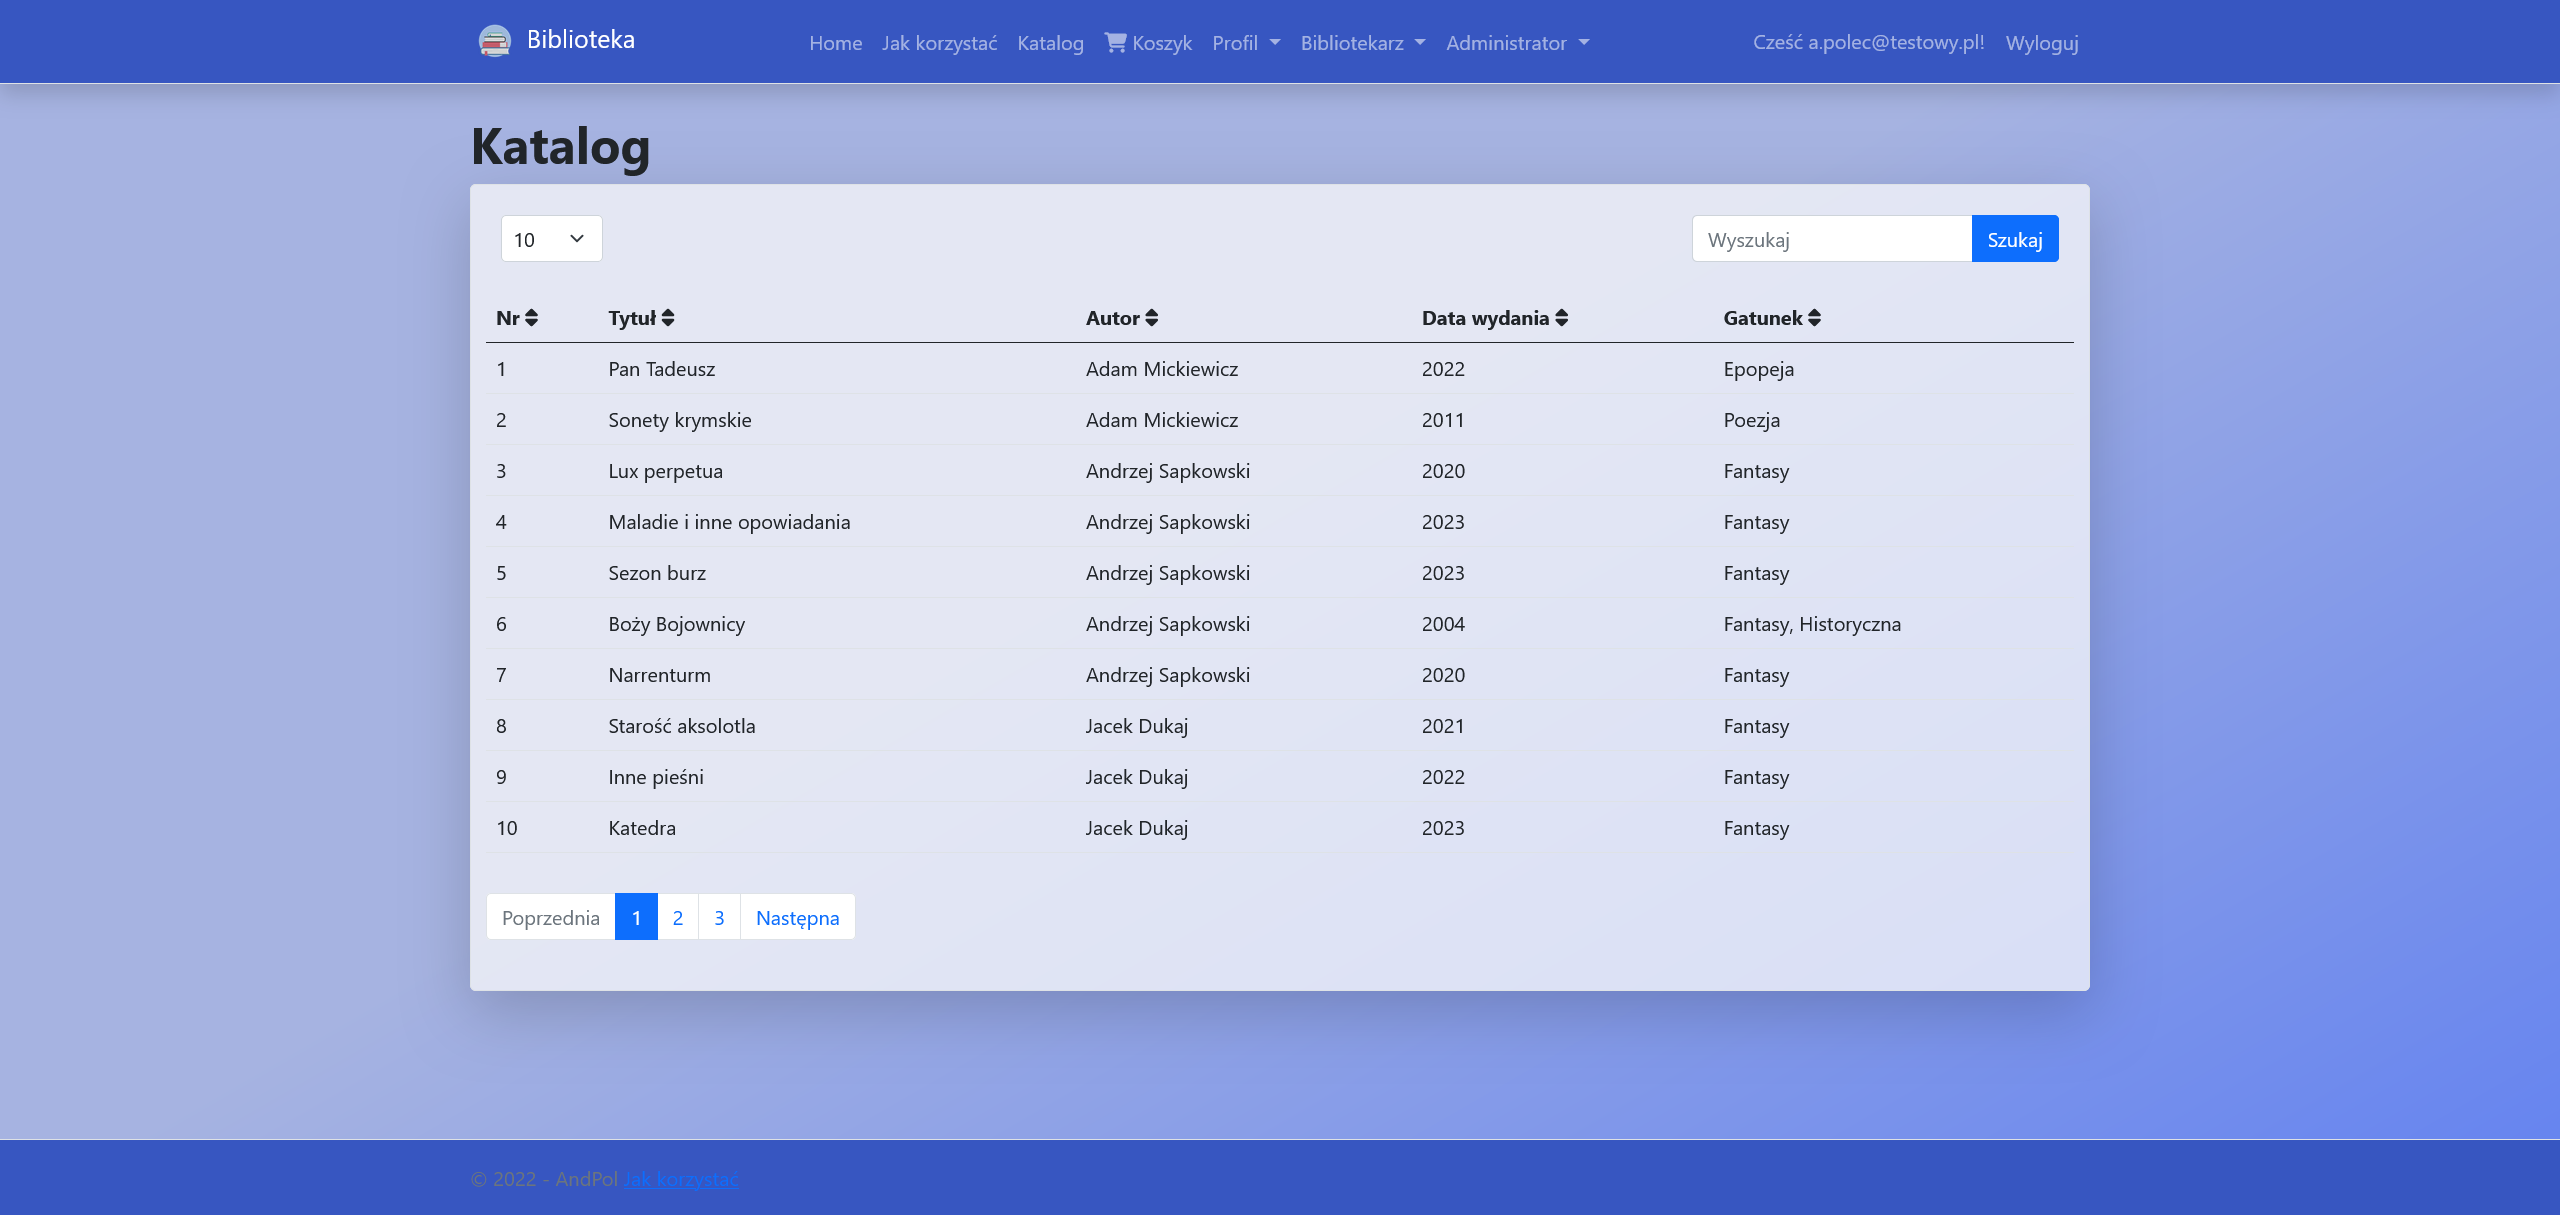 Biblioteka Home Jak korzystać Katalog Koszyk Profil Bibliotekarz Administrator Cześć a.polec@testowy.pl! Wyloguj
Katalog
10 Wyszukaj Szukaj
Nr Tytuł Autor Data wydania Gatunek
1 Pan Tadeusz Adam Mickiewicz 2022 Epopeja
2 Sonety krymskie Adam Mickiewicz 2011 Poezja
3 Lux perpetua Andrzej Sapkowski 2020 Fantasy
4 Maladie i inne opowiadania Andrzej Sapkowski 2023 Fantasy
5 Sezon burz Andrzej Sapkowski 2023 Fantasy
6 Boży Bojownicy Andrzej Sapkowski 2004 Fantasy, Historyczna
7 Narrenturm Andrzej Sapkowski 2020 Fantasy
8 Starość aksolotla Jacek Dukaj 2021 Fantasy
9 Inne pieśni Jacek Dukaj 2022 Fantasy
10 Katedra Jacek Dukaj 2023 Fantasy
Poprzednia 1 2 3 Następna
© 2022 - AndPol Jak korzystać